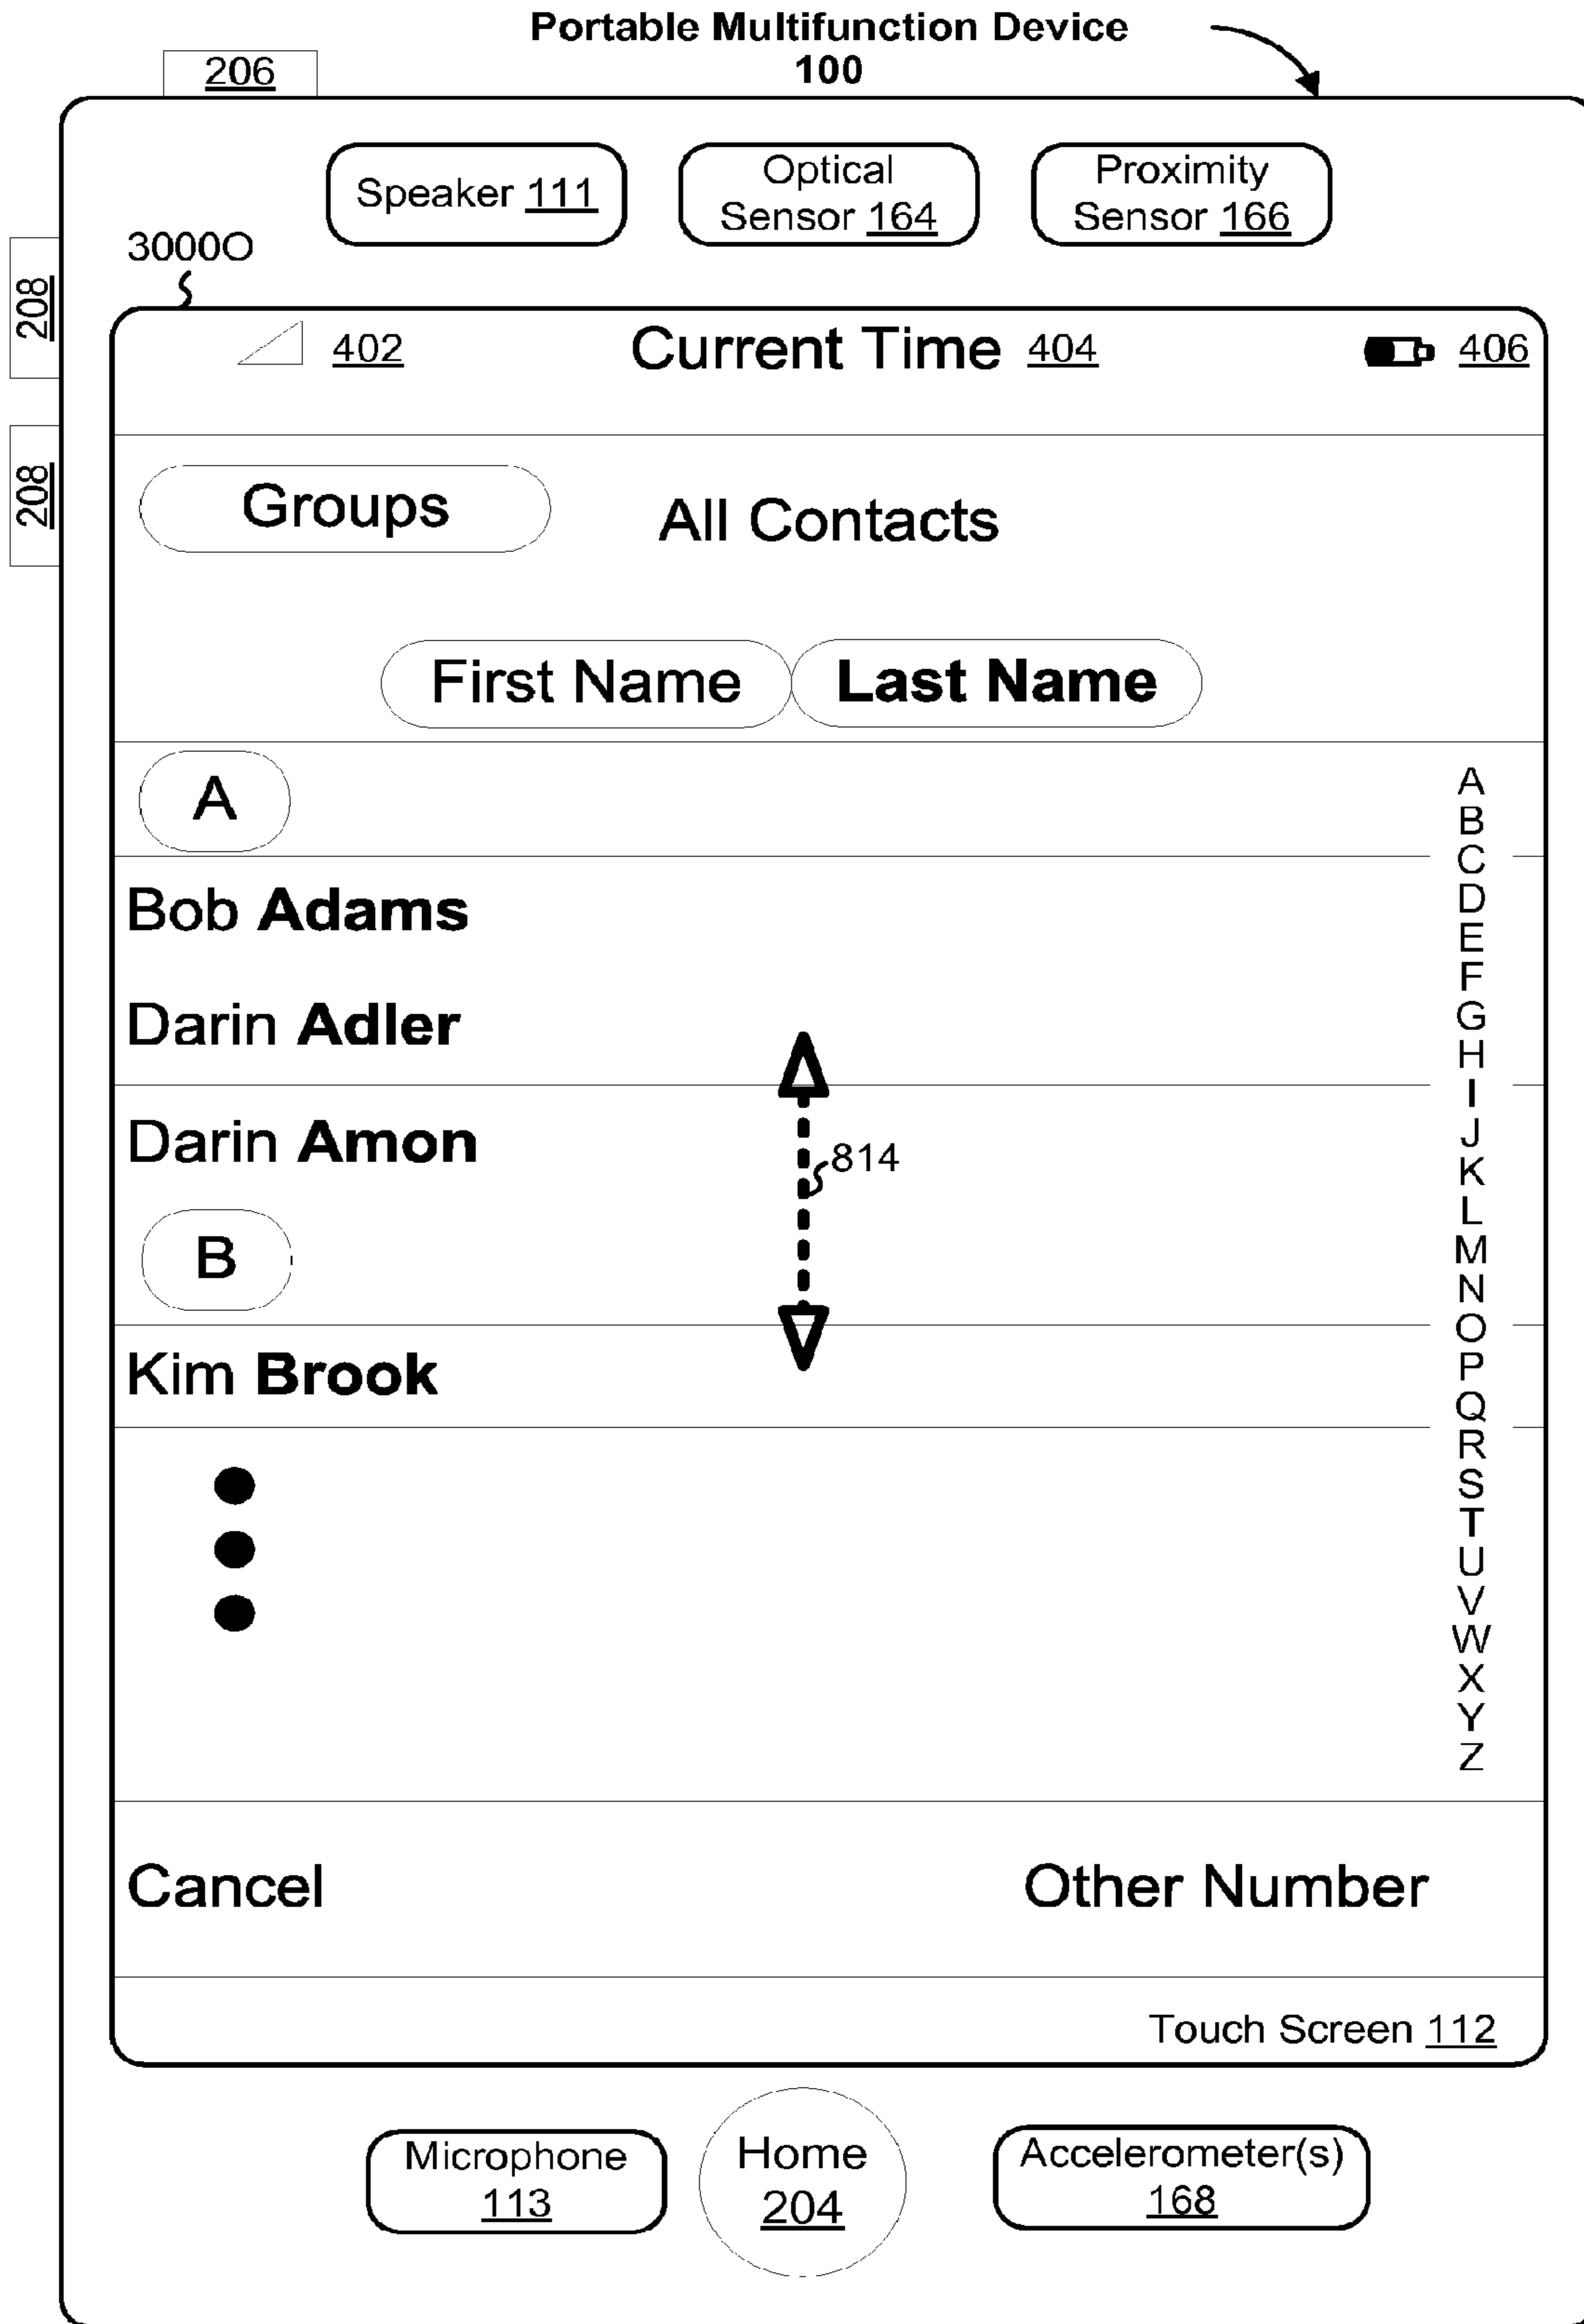 Portable Multifunction Device
100
206
Speaker 111
Optical
Sensor 164
Proximity
Sensor 166
3000O
208
208
402
Current Time 404
406
Groups
All Contacts
First Name
Last Name
A
Bob Adams
Darin Adler
Darin Amon
814
B
Kim Brook
A
B
C
D
E
F
G
H
I
J
K
L
M
N
O
P
Q
R
S
T
U
V
W
X
Y
Z
Cancel
Other Number
Touch Screen 112
Microphone
113
Home
204
Accelerometer(s)
168